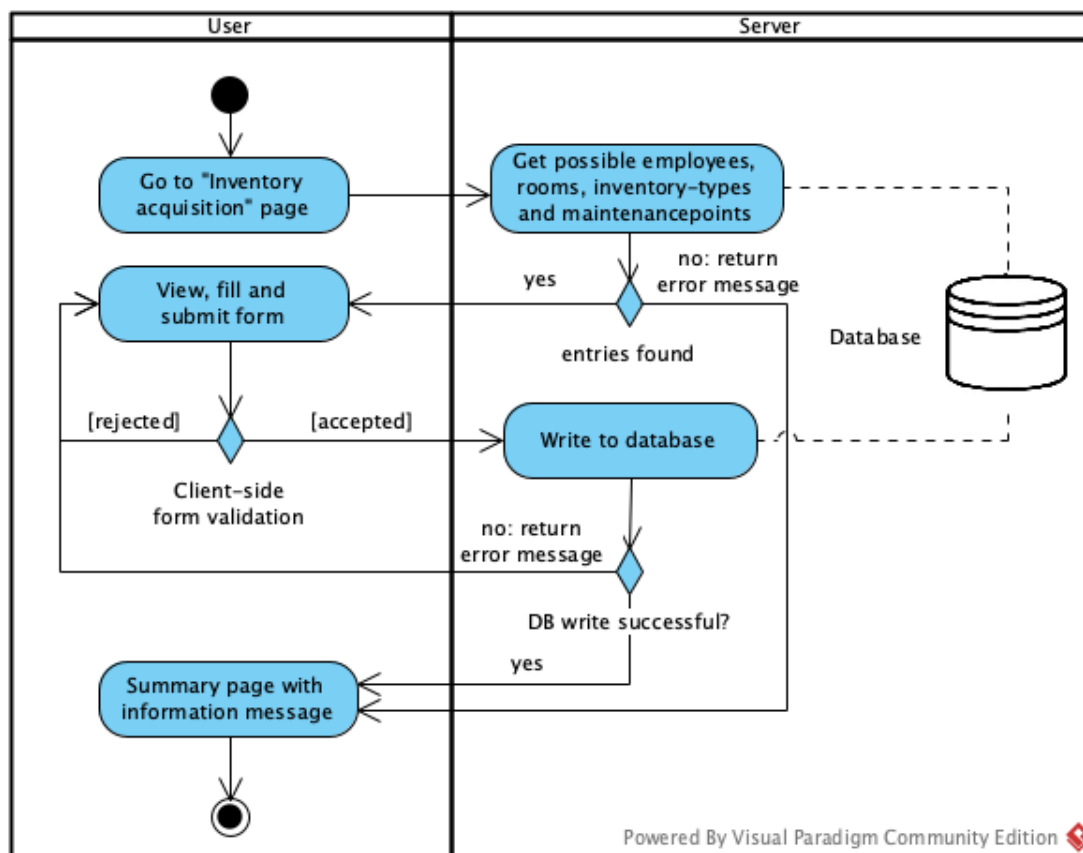 User
Server
Go to "Inventory
acquisition" page
Get possible employees,
rooms, inventory-types
and maintenancepoints
yes
no: return
error message
View, fill and
submit form
entries found
Database
[rejected]
[accepted]
Write to database
Client-side
form validation
no: return
error message
DB write successful?
yes
Summary page with
information message
Powered By Visual Paradigm Community Edition